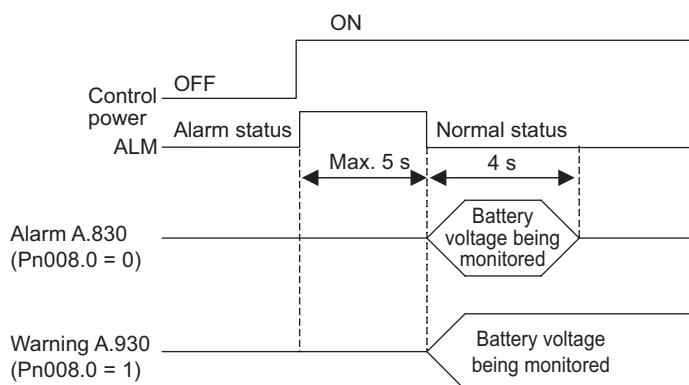 ON
OFF
Control
power
ALM
Alarm status
Normal status
Max. 5 s
4 s
Alarm A.830
(Pn008.0 = 0)
Battery
voltage being
monitored
Warning A.930
(Pn008.0 = 1)
Battery voltage
being monitored